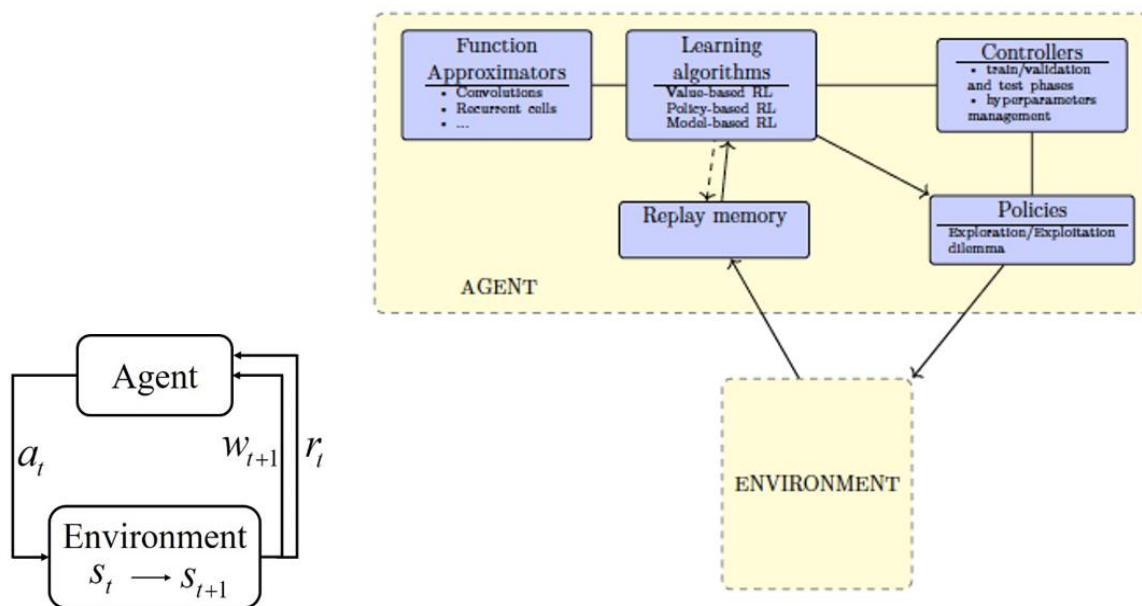 Function
Approximators
• Convolutions
• Recurrent cells
• ...
Learning
algorithms
Value-based RL
Policy-based RL
Model-based RL
Controllers
• train/validation
and test phases
• hyperparameters
management
Replay memory
Policies
Exploration/Exploitation
dilemma
AGENT
ENVIRONMENT
Agent
a_t
w_{t+1}
r_t
Environment
s_t → s_{t+1}